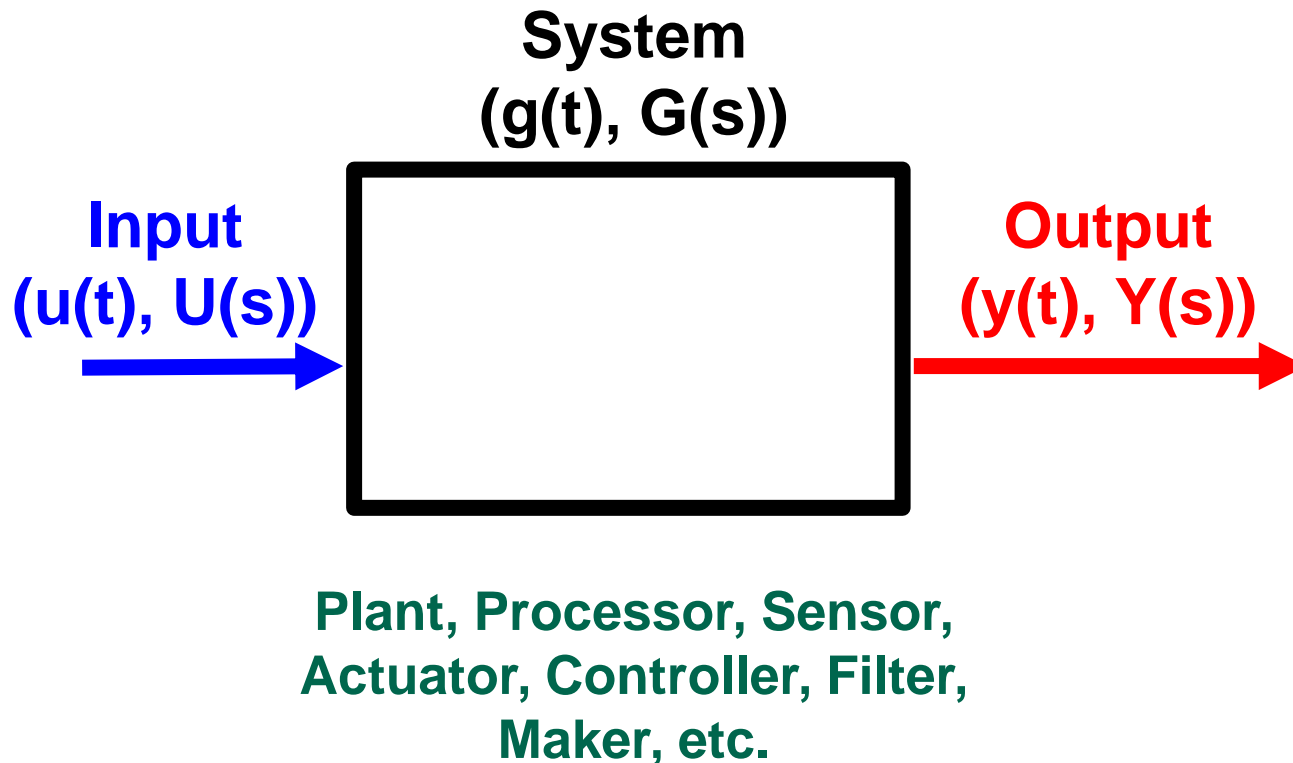 System
(g(t), G(s))
Input
(u(t), U(s))
Output
(y(t), Y(s))
Plant, Processor, Sensor,
Actuator, Controller, Filter,
Maker, etc.